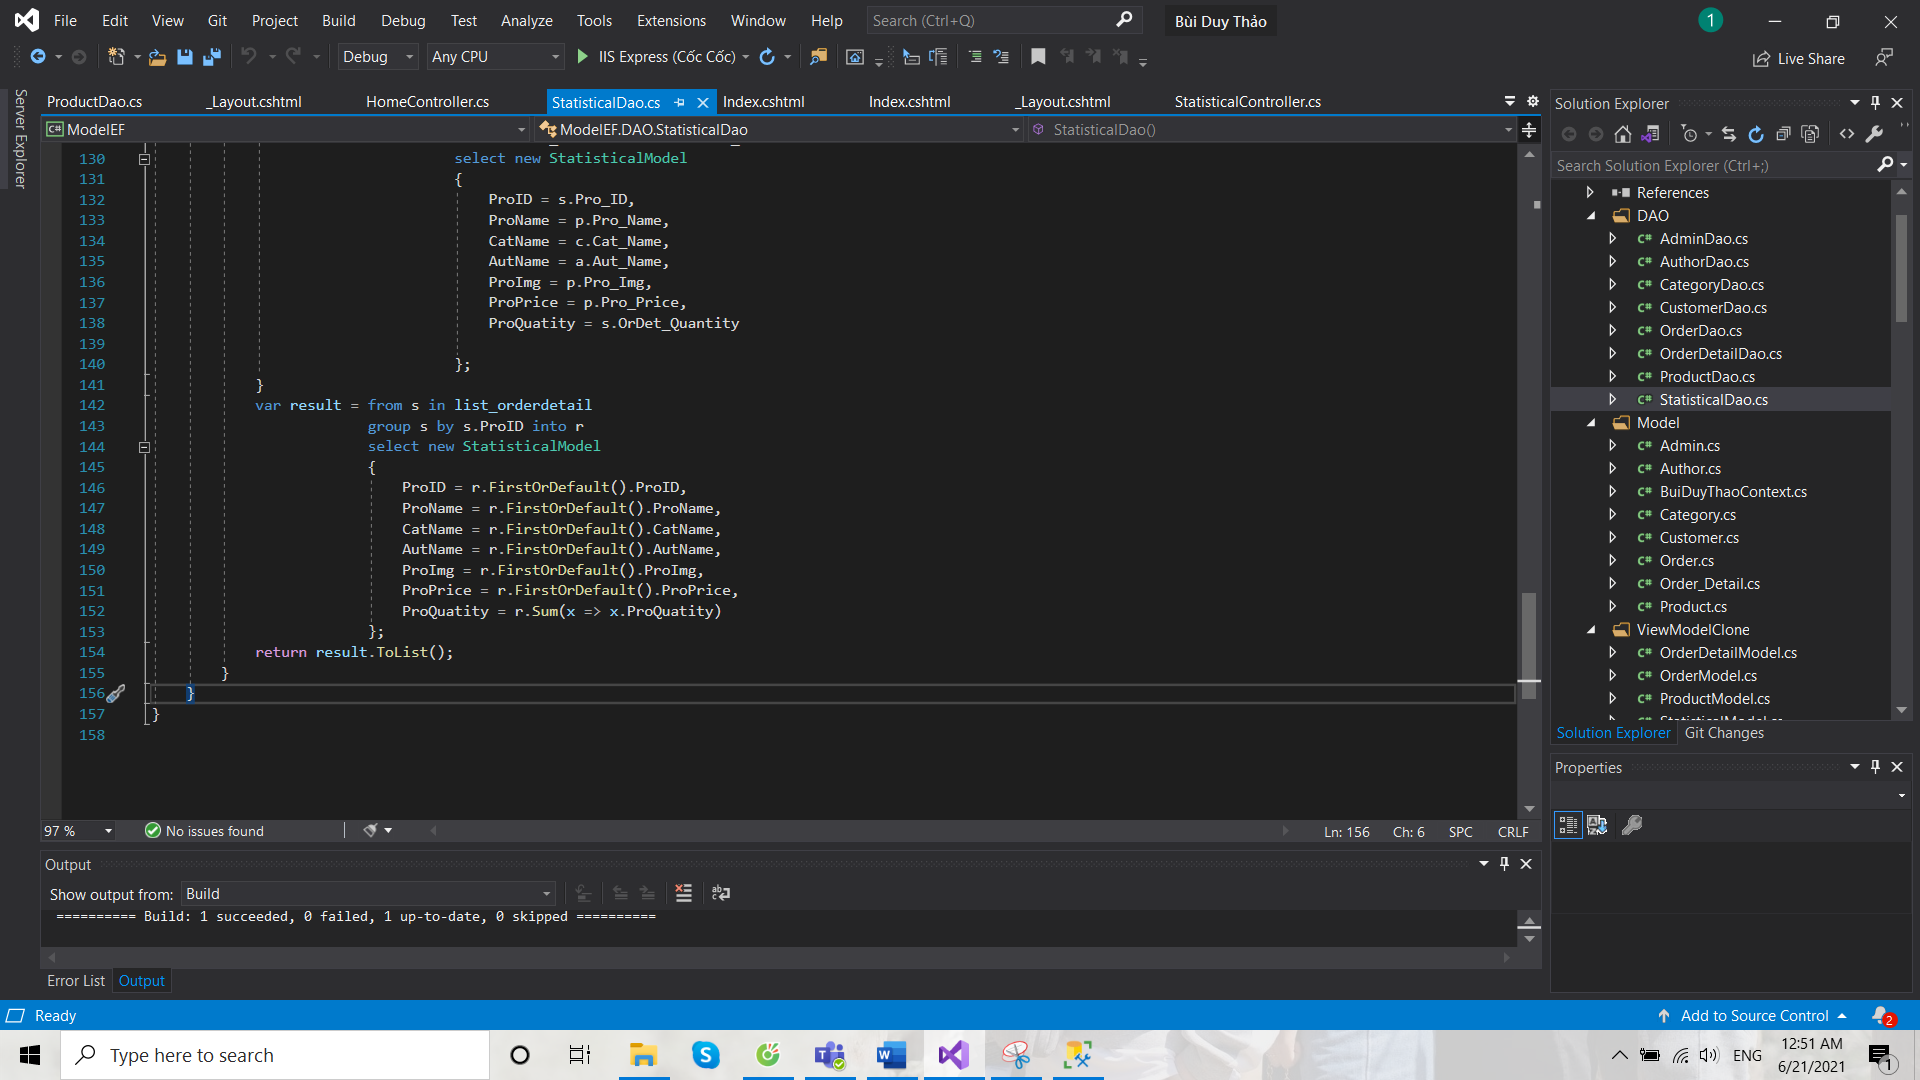 File Edit View Git Project Build Debug Test Analyze Tools Extensions Window Help Search (Ctrl+Q) Bùi Duy Thảo 1
Debug Any CPU IIS Express (Cốc Cốc) Live Share
Server Explorer
ProductDao.cs _Layout.cshtml HomeController.cs StatisticalDao.cs Index.cshtml Index.cshtml _Layout.cshtml StatisticalController.cs
ModelEF ModelEF.DAO.StatisticalDao StatisticalDao()
130 select new StatisticalModel
131 {
132 ProID = s.Pro_ID,
133 ProName = p.Pro_Name,
134 CatName = c.Cat_Name,
135 AutName = a.Aut_Name,
136 ProImg = p.Pro_Img,
137 ProPrice = p.Pro_Price,
138 ProQuatity = s.OrDet_Quantity
139
140 };
141 }
142 var result = from s in list_orderdetail
143 group s by s.ProID into r
144 select new StatisticalModel
145 {
146 ProID = r.FirstOrDefault().ProID,
147 ProName = r.FirstOrDefault().ProName,
148 CatName = r.FirstOrDefault().CatName,
149 AutName = r.FirstOrDefault().AutName,
150 ProImg = r.FirstOrDefault().ProImg,
151 ProPrice = r.FirstOrDefault().ProPrice,
152 ProQuatity = r.Sum(x => x.ProQuatity)
153 };
154 return result.ToList();
155 }
156 }
157 }
158
97 % No issues found Ln: 156 Ch: 6 SPC CRLF
Output
Show output from: Build
========== Build: 1 succeeded, 0 failed, 1 up-to-date, 0 skipped ==========
Error List Output
Solution Explorer
Search Solution Explorer (Ctrl+;)
References
DAO
C# AdminDao.cs
C# AuthorDao.cs
C# CategoryDao.cs
C# CustomerDao.cs
C# OrderDao.cs
C# OrderDetailDao.cs
C# ProductDao.cs
C# StatisticalDao.cs
Model
C# Admin.cs
C# Author.cs
C# BuiDuyThaoContext.cs
C# Category.cs
C# Customer.cs
C# Order.cs
C# Order_Detail.cs
C# Product.cs
ViewModelClone
C# OrderDetailModel.cs
C# OrderModel.cs
C# ProductModel.cs
Solution Explorer Git Changes
Properties
Ready Add to Source Control 2
Type here to search ENG 12:51 AM
6/21/2021 1